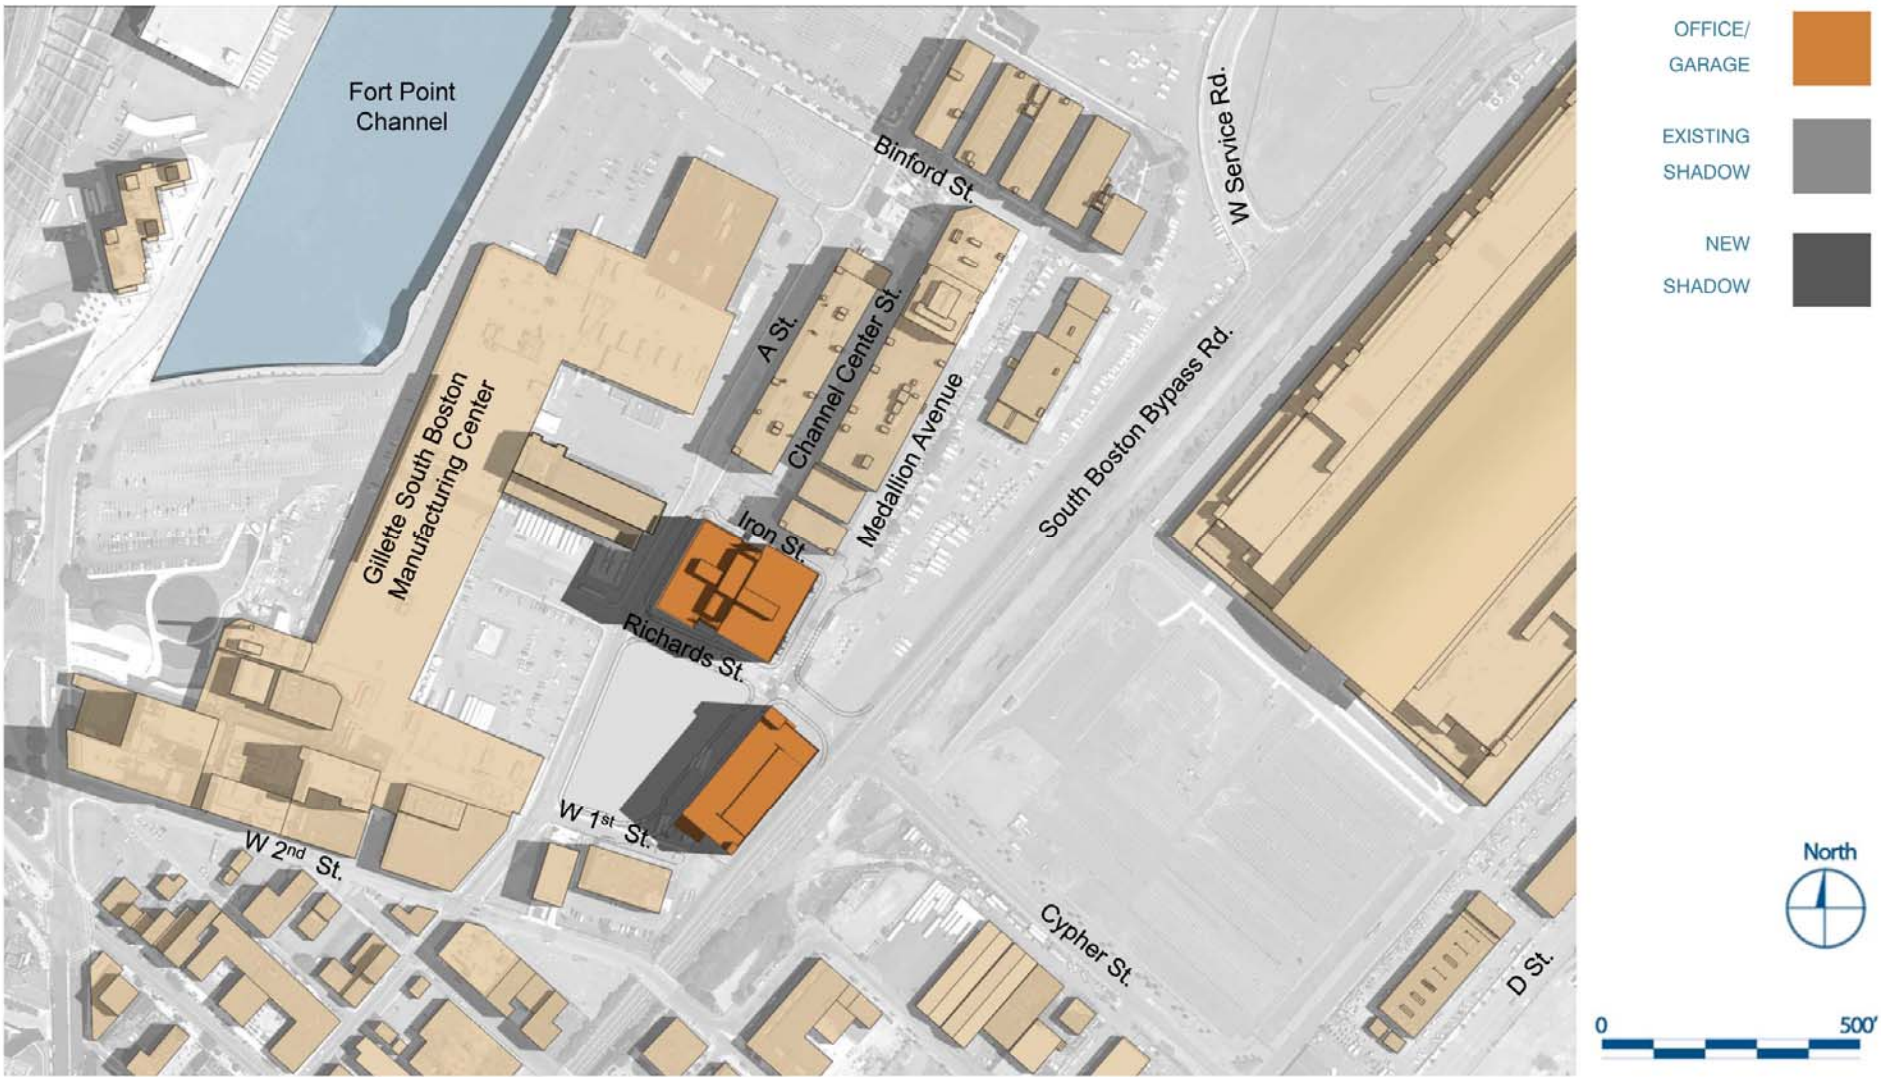 OFFICE/
GARAGE
EXISTING
SHADOW
NEW
SHADOW
Fort Point
Channel
Binford St.
W Service Rd.
A St.
Channel Center St.
Medallion Avenue
South Boston Bypass Rd.
Gillette South Boston
Manufacturing Center
Iron St.
Richards St.
W 1st St.
W 2nd St.
Cypher St.
D St.
North
0 500'